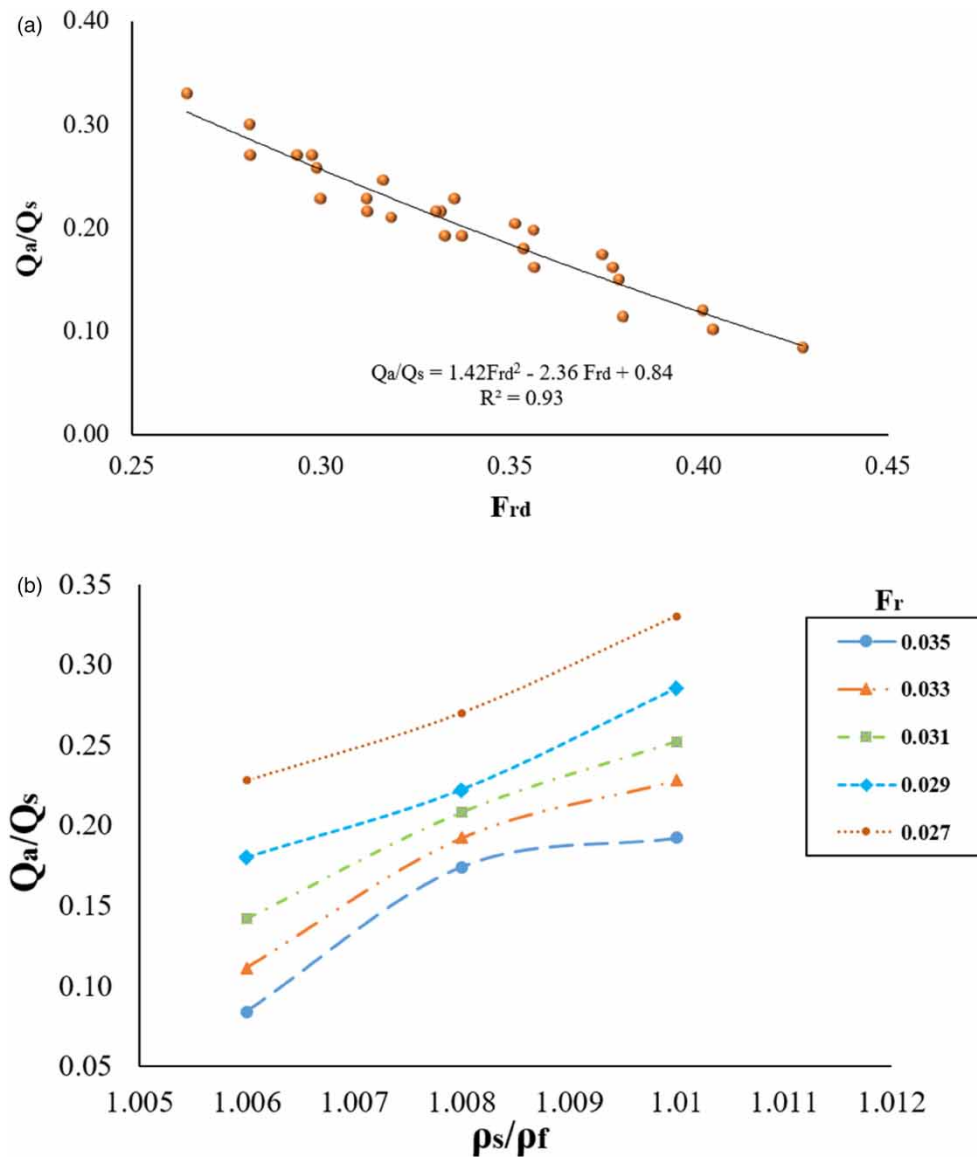 (a)
0.40
0.30
0.20
0.10
0.00
Qa/Qs
Qa/Qs = 1.42Frd² - 2.36 Frd + 0.84
R² = 0.93
0.25 0.30 0.35 0.40 0.45
Frd
(b)
0.35
0.30
0.25
0.20
0.15
0.10
0.05
Qa/Qs
Fr
0.035
0.033
0.031
0.029
0.027
1.005 1.006 1.007 1.008 1.009 1.01 1.011 1.012
ρs/ρf